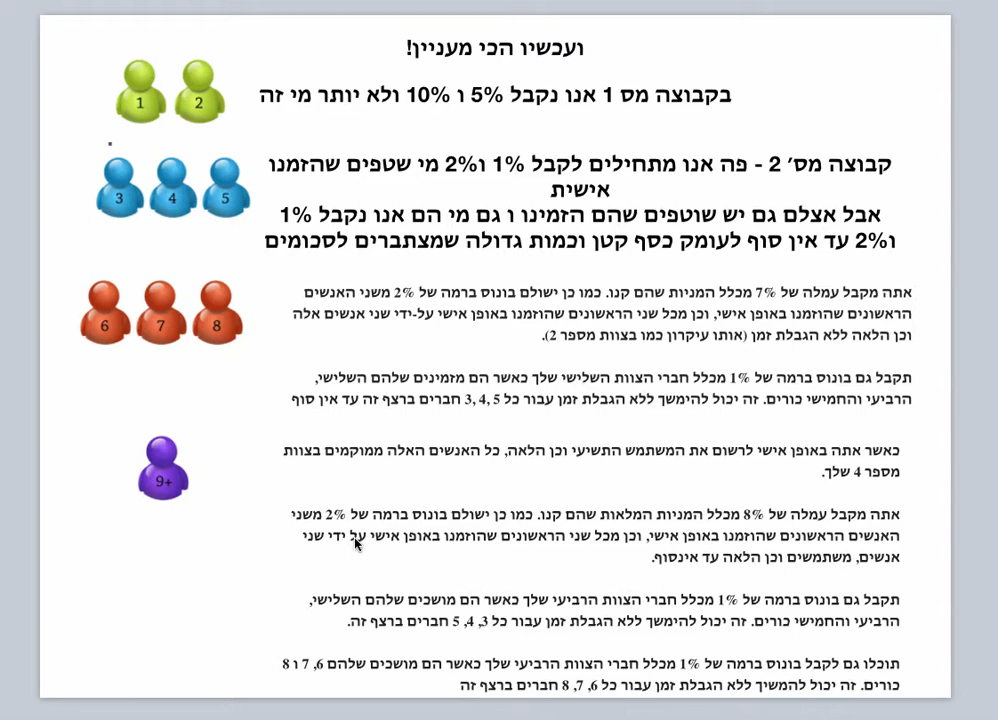 ועכשיו הכי מעניין!
1 2
בקבוצה מס 1 אנו נקבל 5% ו 10% ולא יותר מי זה
3 4 5
קבוצה מס׳ 2 - פה אנו מתחילים לקבל 1% ו2% מי שטפים שהזמנו
אישית
אבל אצלם גם יש שוטפים שהם הזמינו ו גם מי הם אנו נקבל 1%
ו2% עד אין סוף לעומק כסף קטן וכמות גדולה שמצתברים לסכומים
6 7 8
אתה מקבל עמלה של 7% מכלל המניות שהם קנו. כמו כן ישולם בונוס ברמה של 2% משני האנשים
הראשונים שהוזמנו באופן אישי, וכן מכל שני הראשונים שהוזמנו באופן אישי על-ידי שני אנשים אלה
וכן הלאה ללא הגבלת זמן (אותו עיקרון כמו בצוות מספר 2).
תקבל גם בונוס ברמה של 1% מכלל חברי הצוות השלישי שלך כאשר הם מזמינים שלהם השלישי,
הרביעי והחמישי כורים. זה יכול להימשך ללא הגבלת זמן עבור כל 3, 4, 5 חברים ברצף זה עד אין סוף
9+
כאשר אתה באופן אישי לרשום את המשתמש התשיעי וכן הלאה, כל האנשים האלה ממוקמים בצוות
מספר 4 שלך.
אתה מקבל עמלה של 8% מכלל המניות המלאות שהם קנו. כמו כן ישולם בונוס ברמה של 2% משני
האנשים הראשונים שהוזמנו באופן אישי, וכן מכל שני הראשונים שהוזמנו באופן אישי על ידי שני
אנשים, משתמשים וכן הלאה עד אינסוף.
תקבל גם בונוס ברמה של 1% מכלל חברי הצוות הרביעי שלך כאשר הם מושכים שלהם השלישי,
הרביעי והחמישי כורים. זה יכול להימשך ללא הגבלת זמן עבור כל 3, 4, 5 חברים ברצף זה.
תוכלו גם לקבל בונוס ברמה של 1% מכלל חברי הצוות הרביעי שלך כאשר הם מושכים שלהם 6, 7 ו 8
כורים. זה יכול להמשיך ללא הגבלת זמן עבור כל 6, 7, 8 חברים ברצף זה